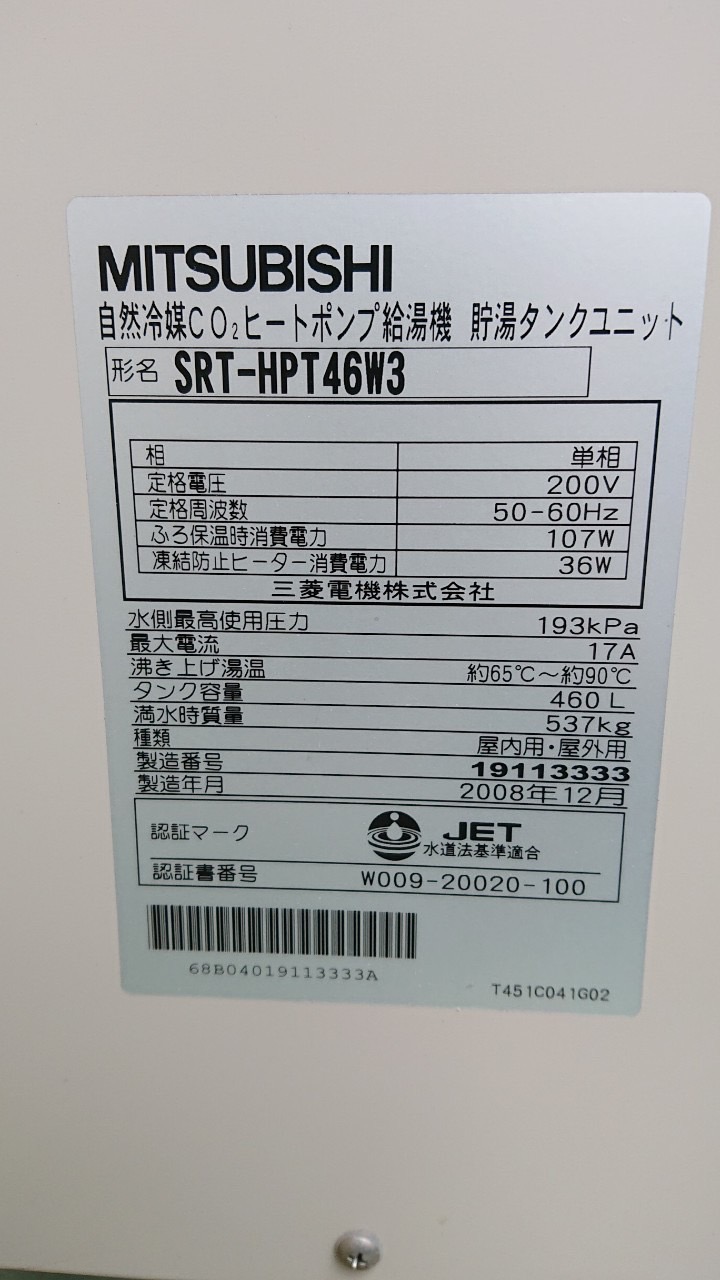 MITSUBISHI
自然冷媒CO₂ヒートポンプ給湯機 貯湯タンクユニット
形名 SRT-HPT46W3
相 単相
定格電圧 200V
定格周波数 50-60Hz
ふろ保温時消費電力 107W
凍結防止ヒーター消費電力 36W
三菱電機株式会社
水側最高使用圧力 193kPa
最大電流 17A
沸き上げ湯温 約65℃～約90℃
タンク容量 460L
満水時質量 537kg
種類 屋内用・屋外用
製造番号 19113333
製造年月 2008年12月
認証マーク JET
水道法基準適合
認証書番号 W009-20020-100
68B04019113333A
T451C041G02